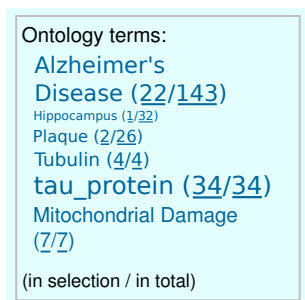 Ontology terms:
Alzheimer's
Disease (22/143)
Hippocampus (1/32)
Plaque (2/26)
Tubulin (4/4)
tau_protein (34/34)
Mitochondrial Damage
(7/7)
(in selection / in total)